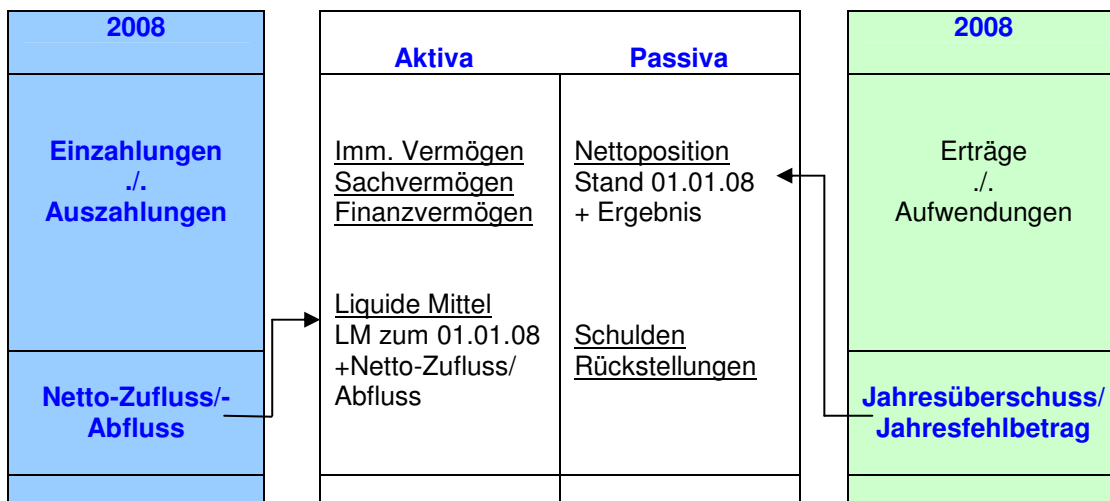 2008
Einzahlungen
./.
Auszahlungen
Netto-Zufluss/-
Abfluss
Aktiva
Passiva
Imm. Vermögen
Sachvermögen
Finanzvermögen
Liquide Mittel
LM zum 01.01.08
+Netto-Zufluss/
Abfluss
Nettoposition
Stand 01.01.08
+ Ergebnis
Schulden
Rückstellungen
2008
Erträge
./.
Aufwendungen
Jahresüberschuss/
Jahresfehlbetrag